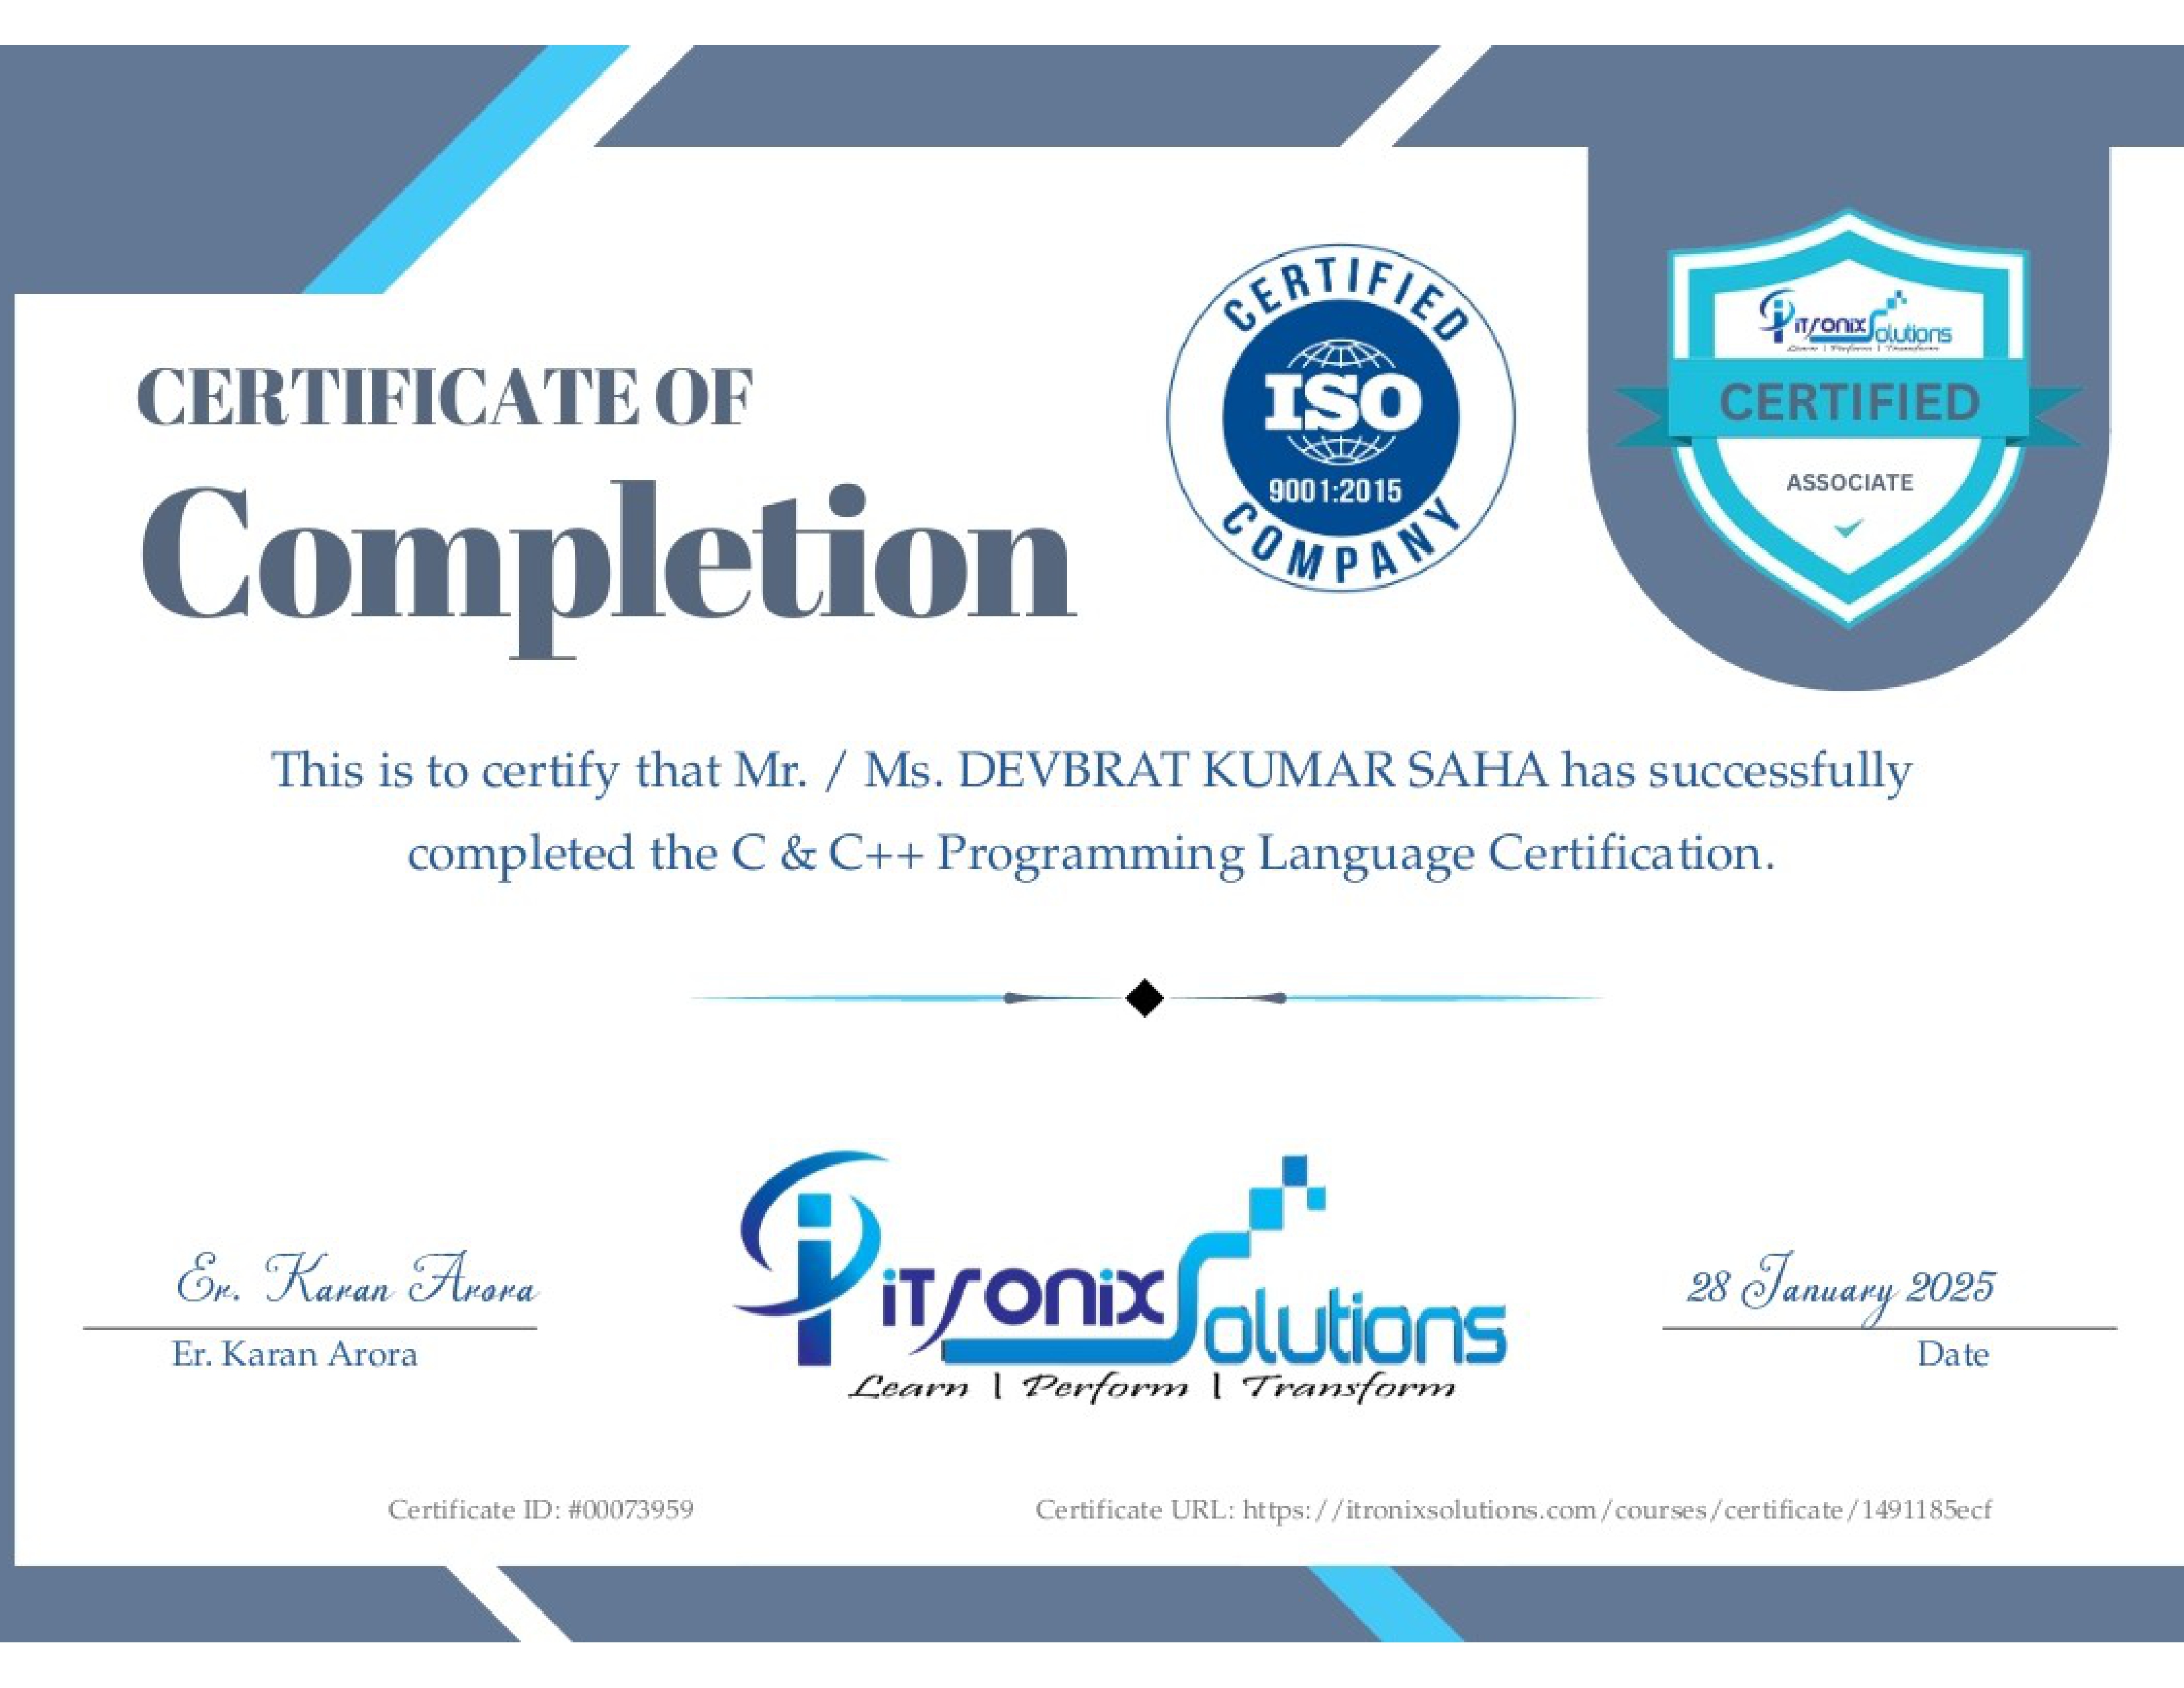 CERTIFICATE OF
Completion
CERTIFIED
ISO
9001:2015
COMPANY
iTronix Solutions
Learn | Perform | Transform
CERTIFIED
ASSOCIATE
This is to certify that Mr. / Ms. DEVBRAT KUMAR SAHA has successfully
completed the C & C++ Programming Language Certification.
Er. Karan Arora
Er. Karan Arora
iTronix Solutions
Learn | Perform | Transform
28 January 2025
Date
Certificate ID: #00073959
Certificate URL: https://itronixsolutions.com/courses/certificate/1491185ecf